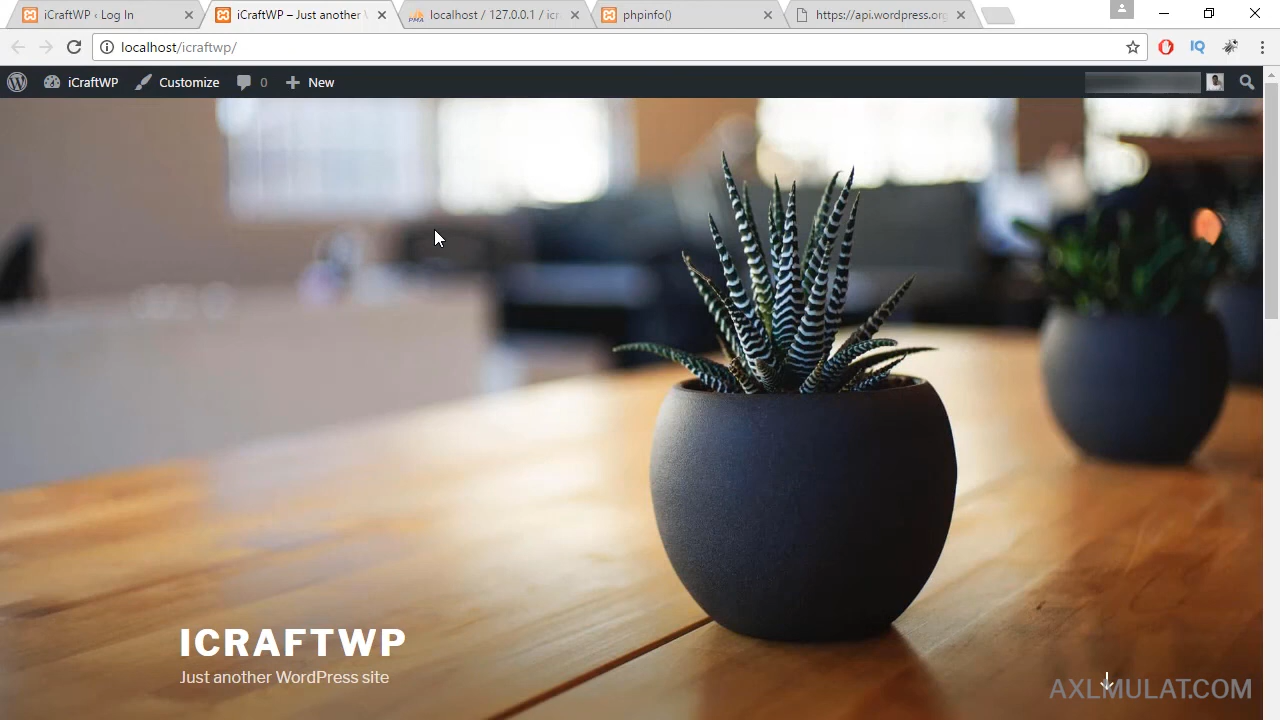 iCraftWP ‹ Log In
iCraftWP – Just another
localhost / 127.0.0.1 / icr
phpinfo()
https://api.wordpress.org
localhost/icraftwp/
iCraftWP
Customize
0
New
ICRAFTWP
Just another WordPress site
AXLMULAT.COM